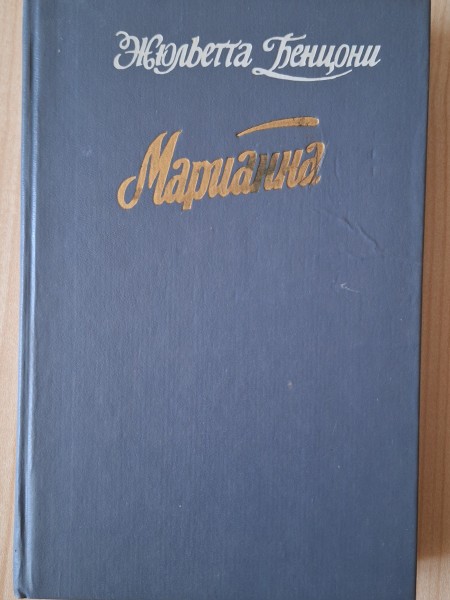 Жюльетта Бенцони
Марианна